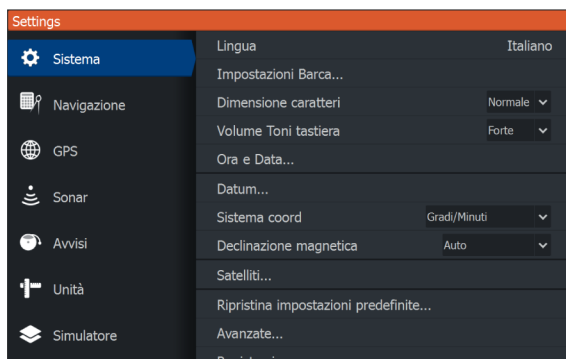 Settings
Sistema
Navigazione
GPS
Sonar
Avvisi
Unità
Simulatore
Lingua Italiano
Impostazioni Barca...
Dimensione caratteri Normale
Volume Toni tastiera Forte
Ora e Data...
Datum...
Sistema coord Gradi/Minuti
Declinazione magnetica Auto
Satelliti...
Ripristina impostazioni predefinite...
Avanzate...